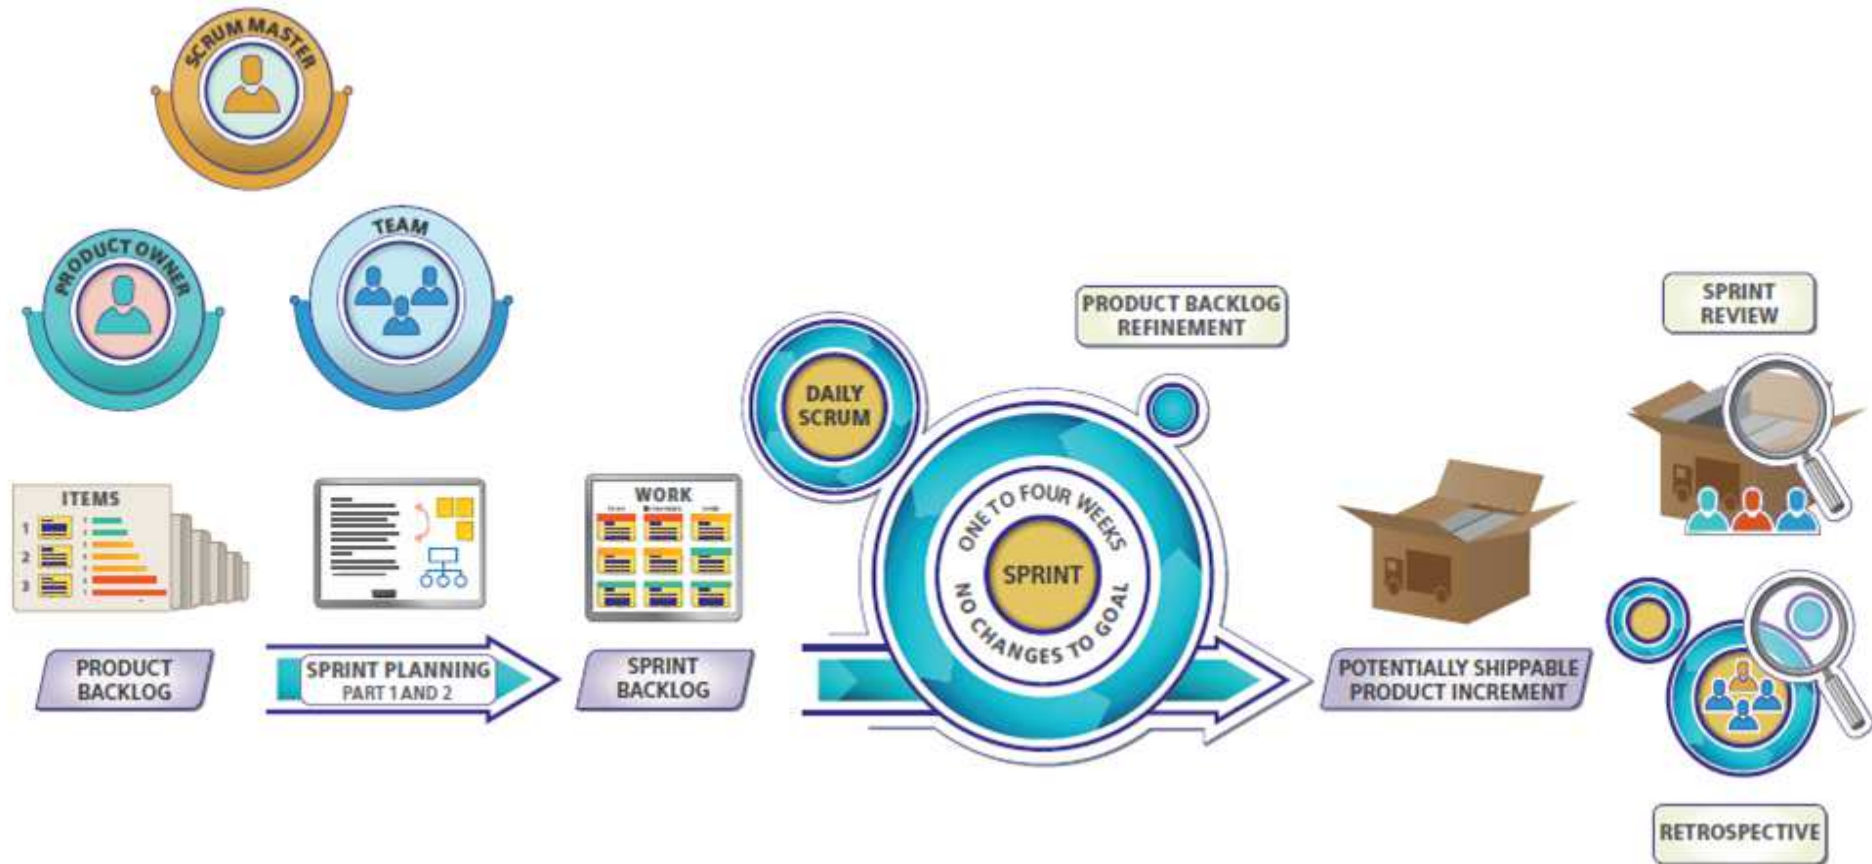 SCRUM MASTER
PRODUCT OWNER
TEAM
PRODUCT BACKLOG
REFINEMENT
SPRINT
REVIEW
DAILY
SCRUM
ITEMS
1
2
3
WORK
ONE TO FOUR WEEKS
SPRINT
NO CHANGES TO GOAL
PRODUCT
BACKLOG
SPRINT PLANNING
PART 1 AND 2
SPRINT
BACKLOG
POTENTIALLY SHIPPABLE
PRODUCT INCREMENT
RETROSPECTIVE